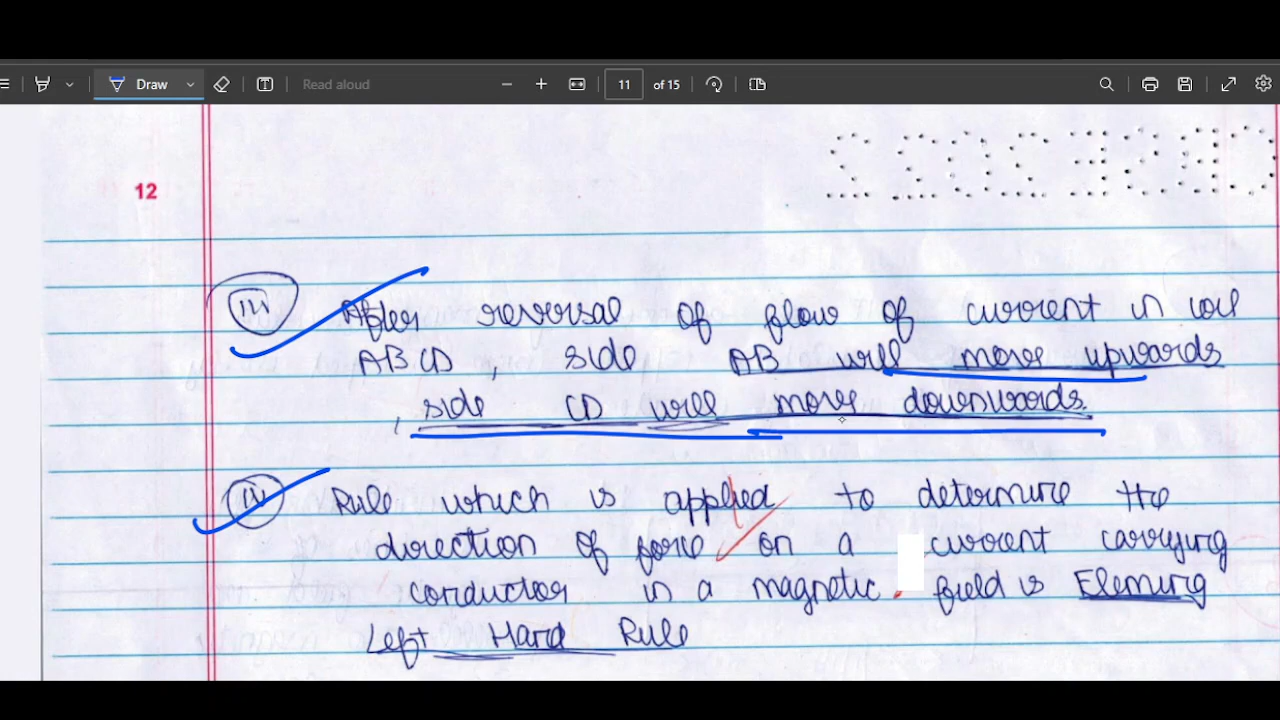 Draw
Read aloud
11 of 15
12
After reversal of flow of current in coil
ABCD, side AB will move upwards
, side CD will move downwards.
Rule which is applied to determine the
direction of force on a current carrying
conductor in a magnetic field is Fleming
Left Hand Rule